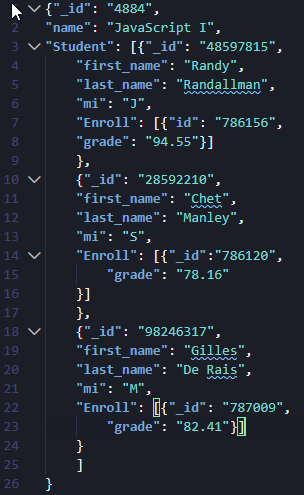 1 {"_id": "4884",
2 "name": "JavaScript I",
3 "Student": [{"_id": "48597815",
4 "first_name": "Randy",
5 "last_name": "Randallman",
6 "mi": "J",
7 "Enroll": [{"id": "786156",
8 "grade": "94.55"}]
9 },
10 {"_id": "28592210",
11 "first_name": "Chet",
12 "last_name": "Manley",
13 "mi": "S",
14 "Enroll": [{"_id":"786120",
15 "grade": "78.16"
16 }]
17 },
18 {"_id": "98246317",
19 "first_name": "Gilles",
20 "last_name": "De Rais",
21 "mi": "M",
22 "Enroll": [{"_id": "787009",
23 "grade": "82.41"}]
24 }
25 ]
26 }